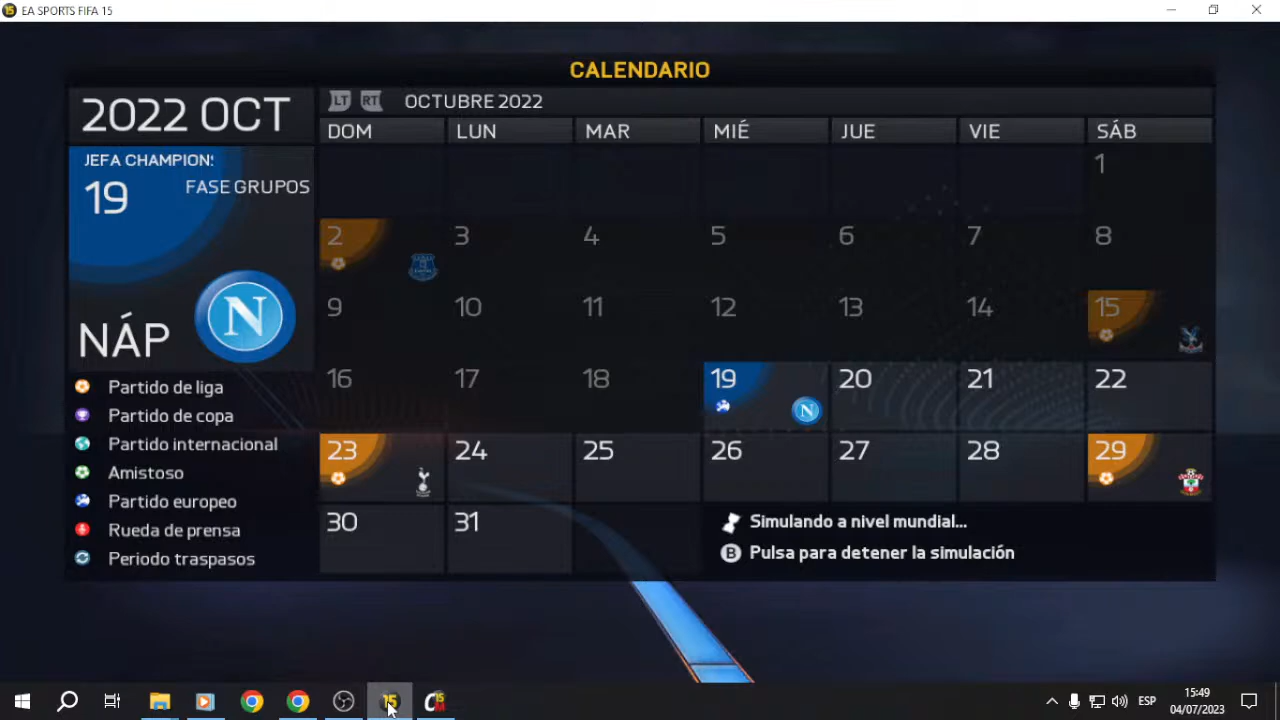 EA SPORTS FIFA 15
CALENDARIO
2022 OCT
LT RT OCTUBRE 2022
DOM LUN MAR MIÉ JUE VIE SÁB
JEFA CHAMPION:
19 FASE GRUPOS
NÁP
N
1
2 3 4 5 6 7 8
9 10 11 12 13 14 15
16 17 18 19 20 21 22
N
23 24 25 26 27 28 29
30 31
Partido de liga
Partido de copa
Partido internacional
Amistoso
Partido europeo
Rueda de prensa
Periodo traspasos
Simulando a nivel mundial...
B Pulsa para detener la simulación
15
15
ESP
15:49
04/07/2023